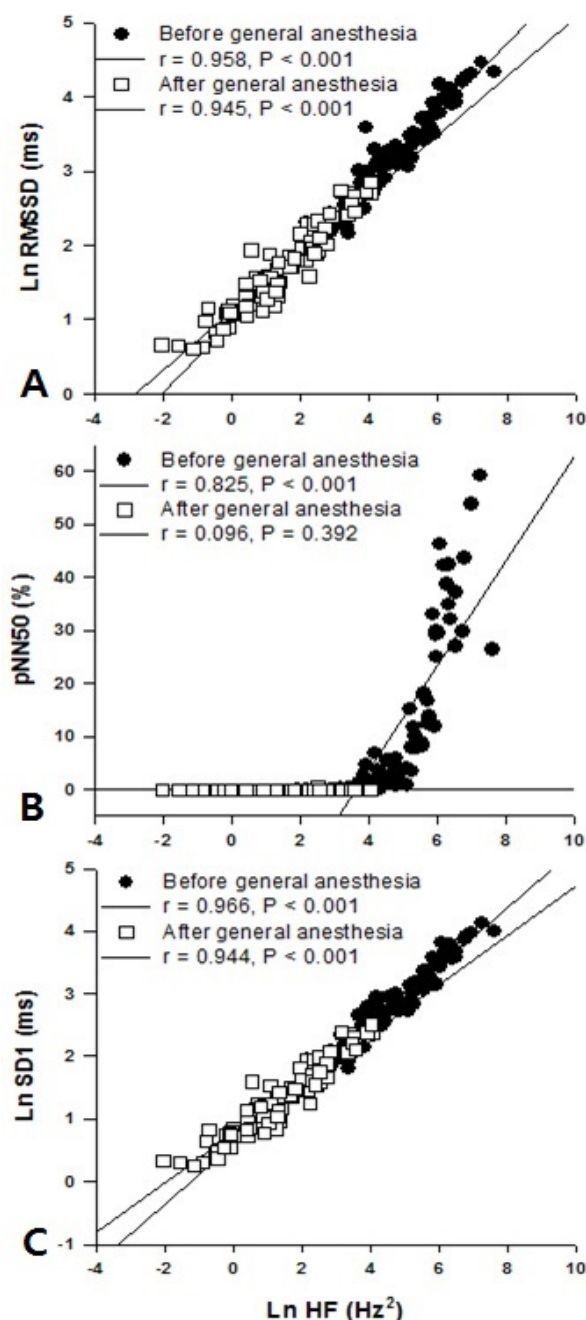 5
Before general anesthesia
r = 0.958, P < 0.001
4
After general anesthesia
r = 0.945, P < 0.001
3
Ln RMSSD (ms)
2
1
A
0
-4 -2 0 2 4 6 8 10
60
Before general anesthesia
r = 0.825, P < 0.001
50
After general anesthesia
r = 0.096, P = 0.392
40
pNN50 (%)
30
20
10
0
B
-4 -2 0 2 4 6 8 10
5
Before general anesthesia
r = 0.966, P < 0.001
4
After general anesthesia
r = 0.944, P < 0.001
3
Ln SD1 (ms)
2
1
0
C
-1
-4 -2 0 2 4 6 8 10
Ln HF (Hz²)